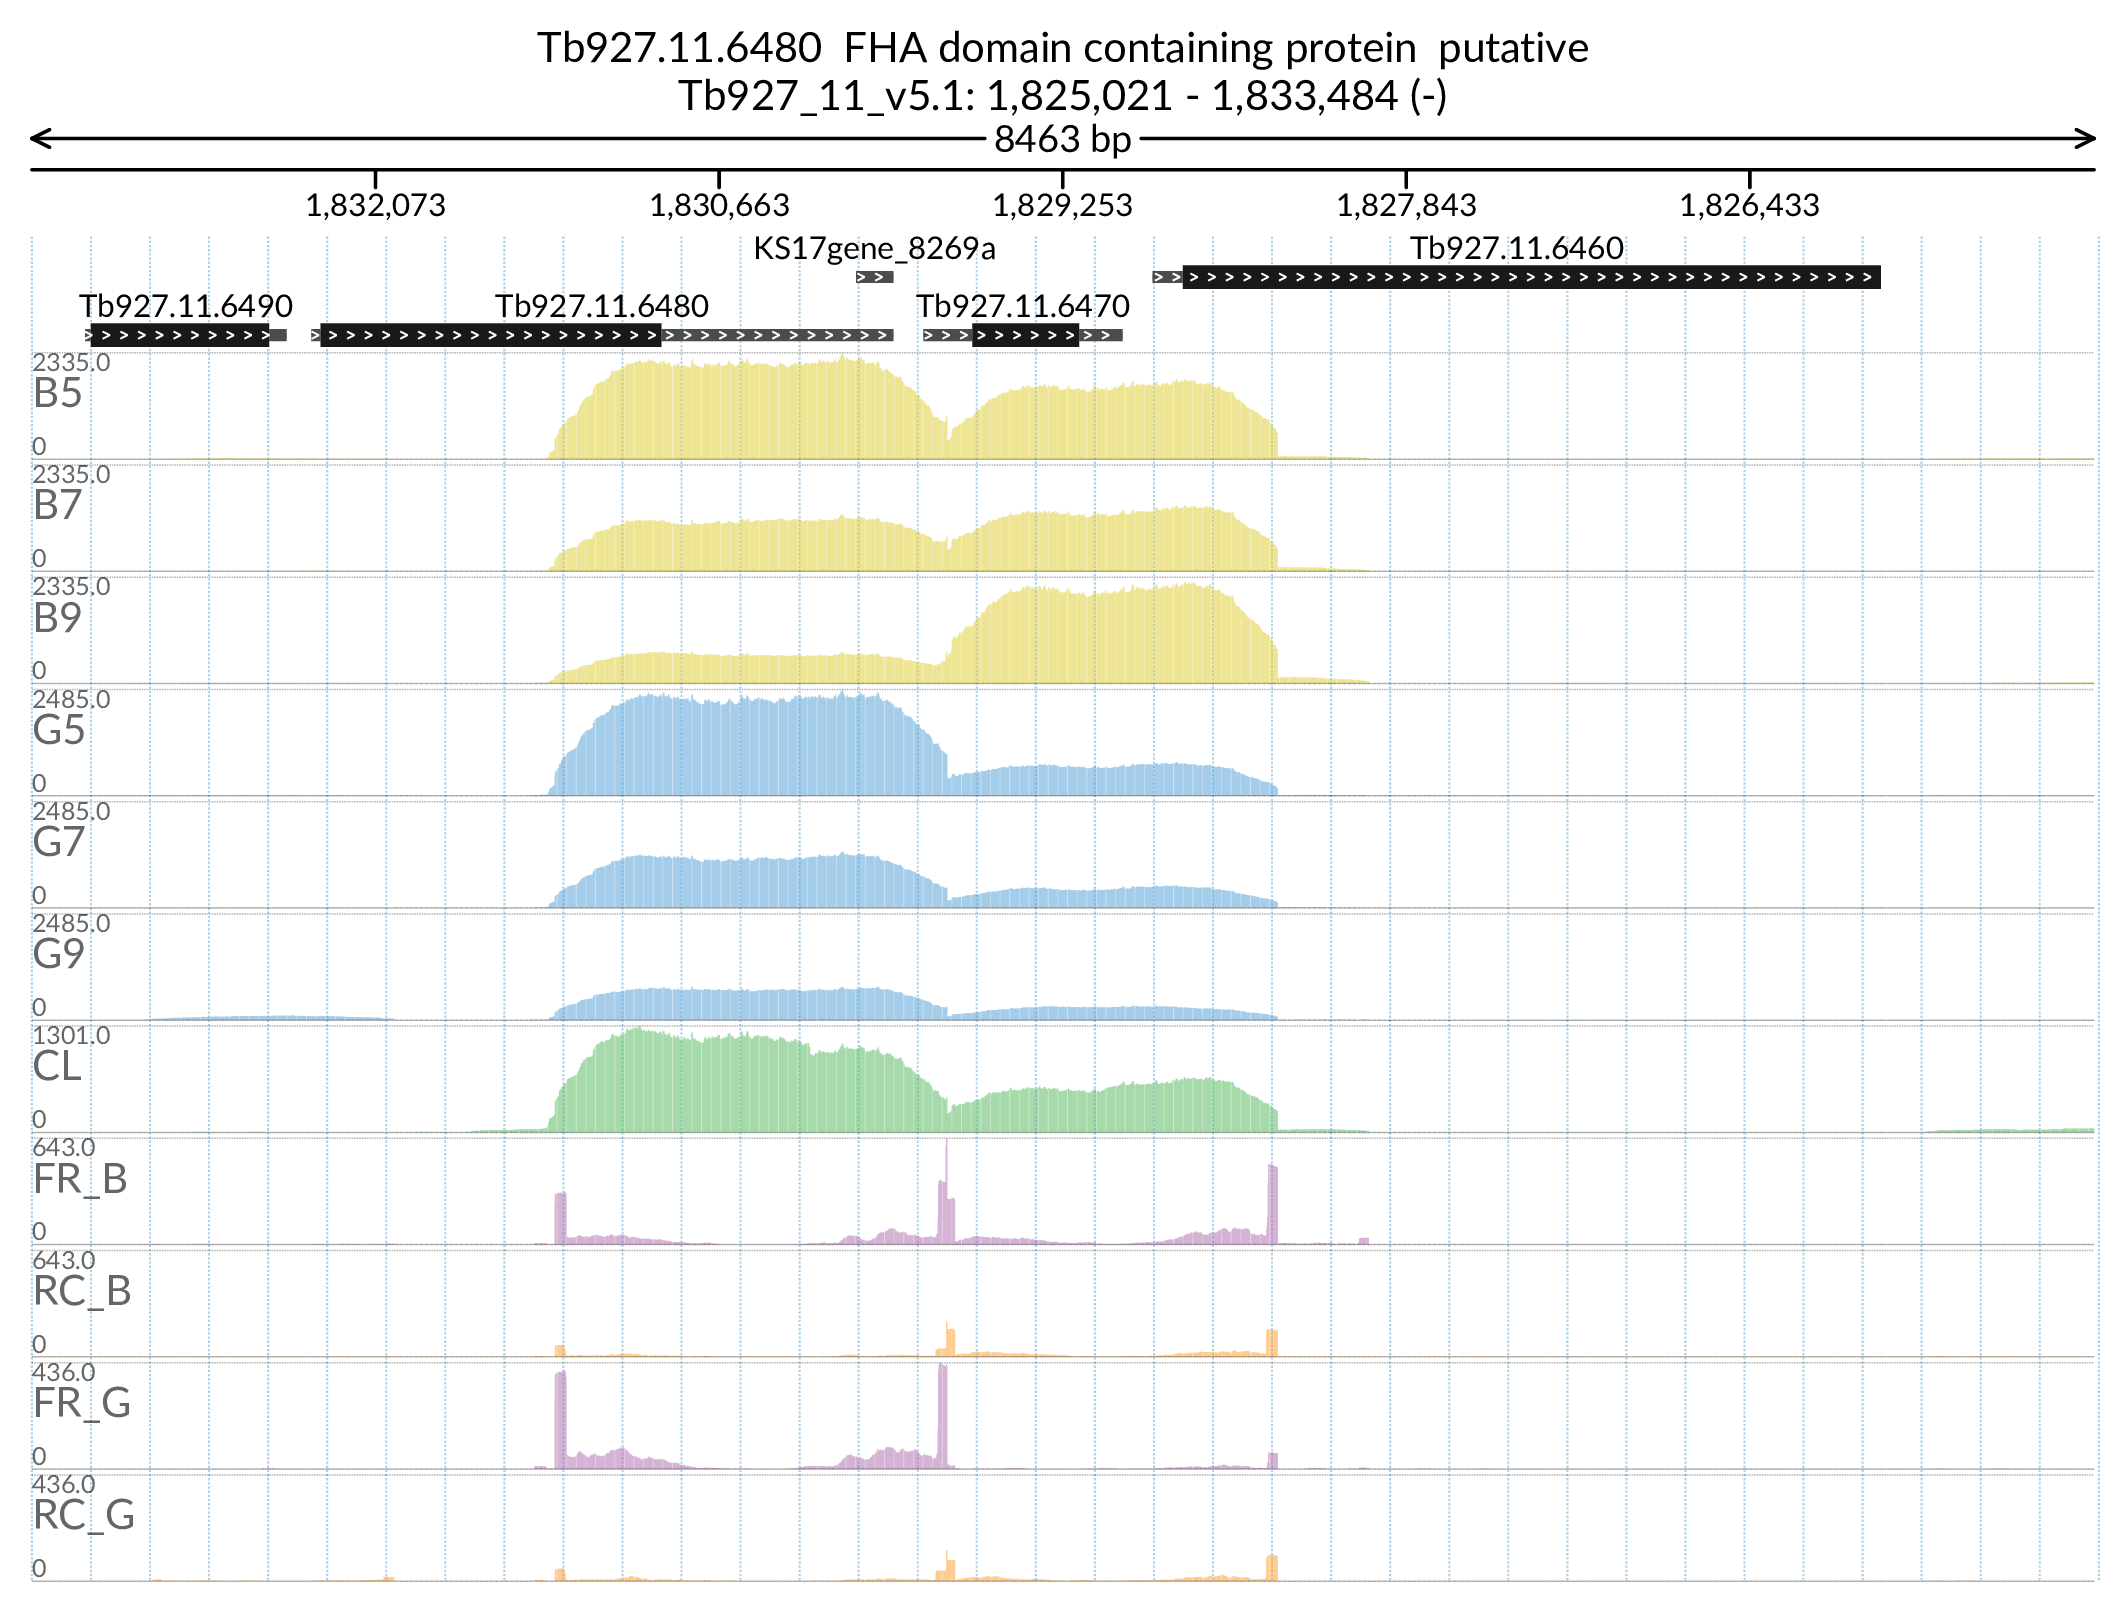 Tb927.11.6480  FHA domain containing protein  putative
Tb927_11_v5.1: 1,825,021 - 1,833,484 (-)
8463 bp
1,832,073 1,830,663 1,829,253 1,827,843 1,826,433
KS17gene_8269a Tb927.11.6460
Tb927.11.6490 Tb927.11.6480 Tb927.11.6470
2335.0
B5
0
2335.0
B7
0
2335.0
B9
0
2485.0
G5
0
2485.0
G7
0
2485.0
G9
0
1301.0
CL
0
643.0
FR_B
0
643.0
RC_B
0
436.0
FR_G
0
436.0
RC_G
0